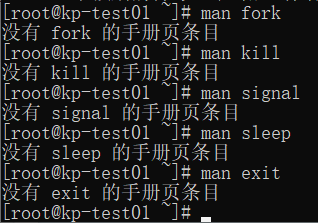 [root@kp-test01 ~]# man fork
没有 fork 的手册页条目
[root@kp-test01 ~]# man kill
没有 kill 的手册页条目
[root@kp-test01 ~]# man signal
没有 signal 的手册页条目
[root@kp-test01 ~]# man sleep
没有 sleep 的手册页条目
[root@kp-test01 ~]# man exit
没有 exit 的手册页条目
[root@kp-test01 ~]#